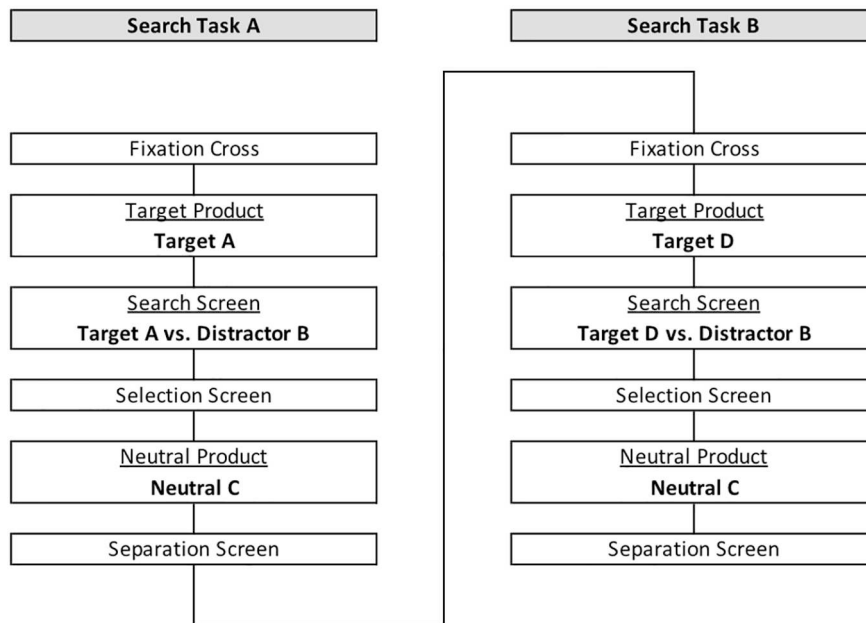 Search Task A
Fixation Cross
Target Product
Target A
Search Screen
Target A vs. Distractor B
Selection Screen
Neutral Product
Neutral C
Separation Screen
Search Task B
Fixation Cross
Target Product
Target D
Search Screen
Target D vs. Distractor B
Selection Screen
Neutral Product
Neutral C
Separation Screen